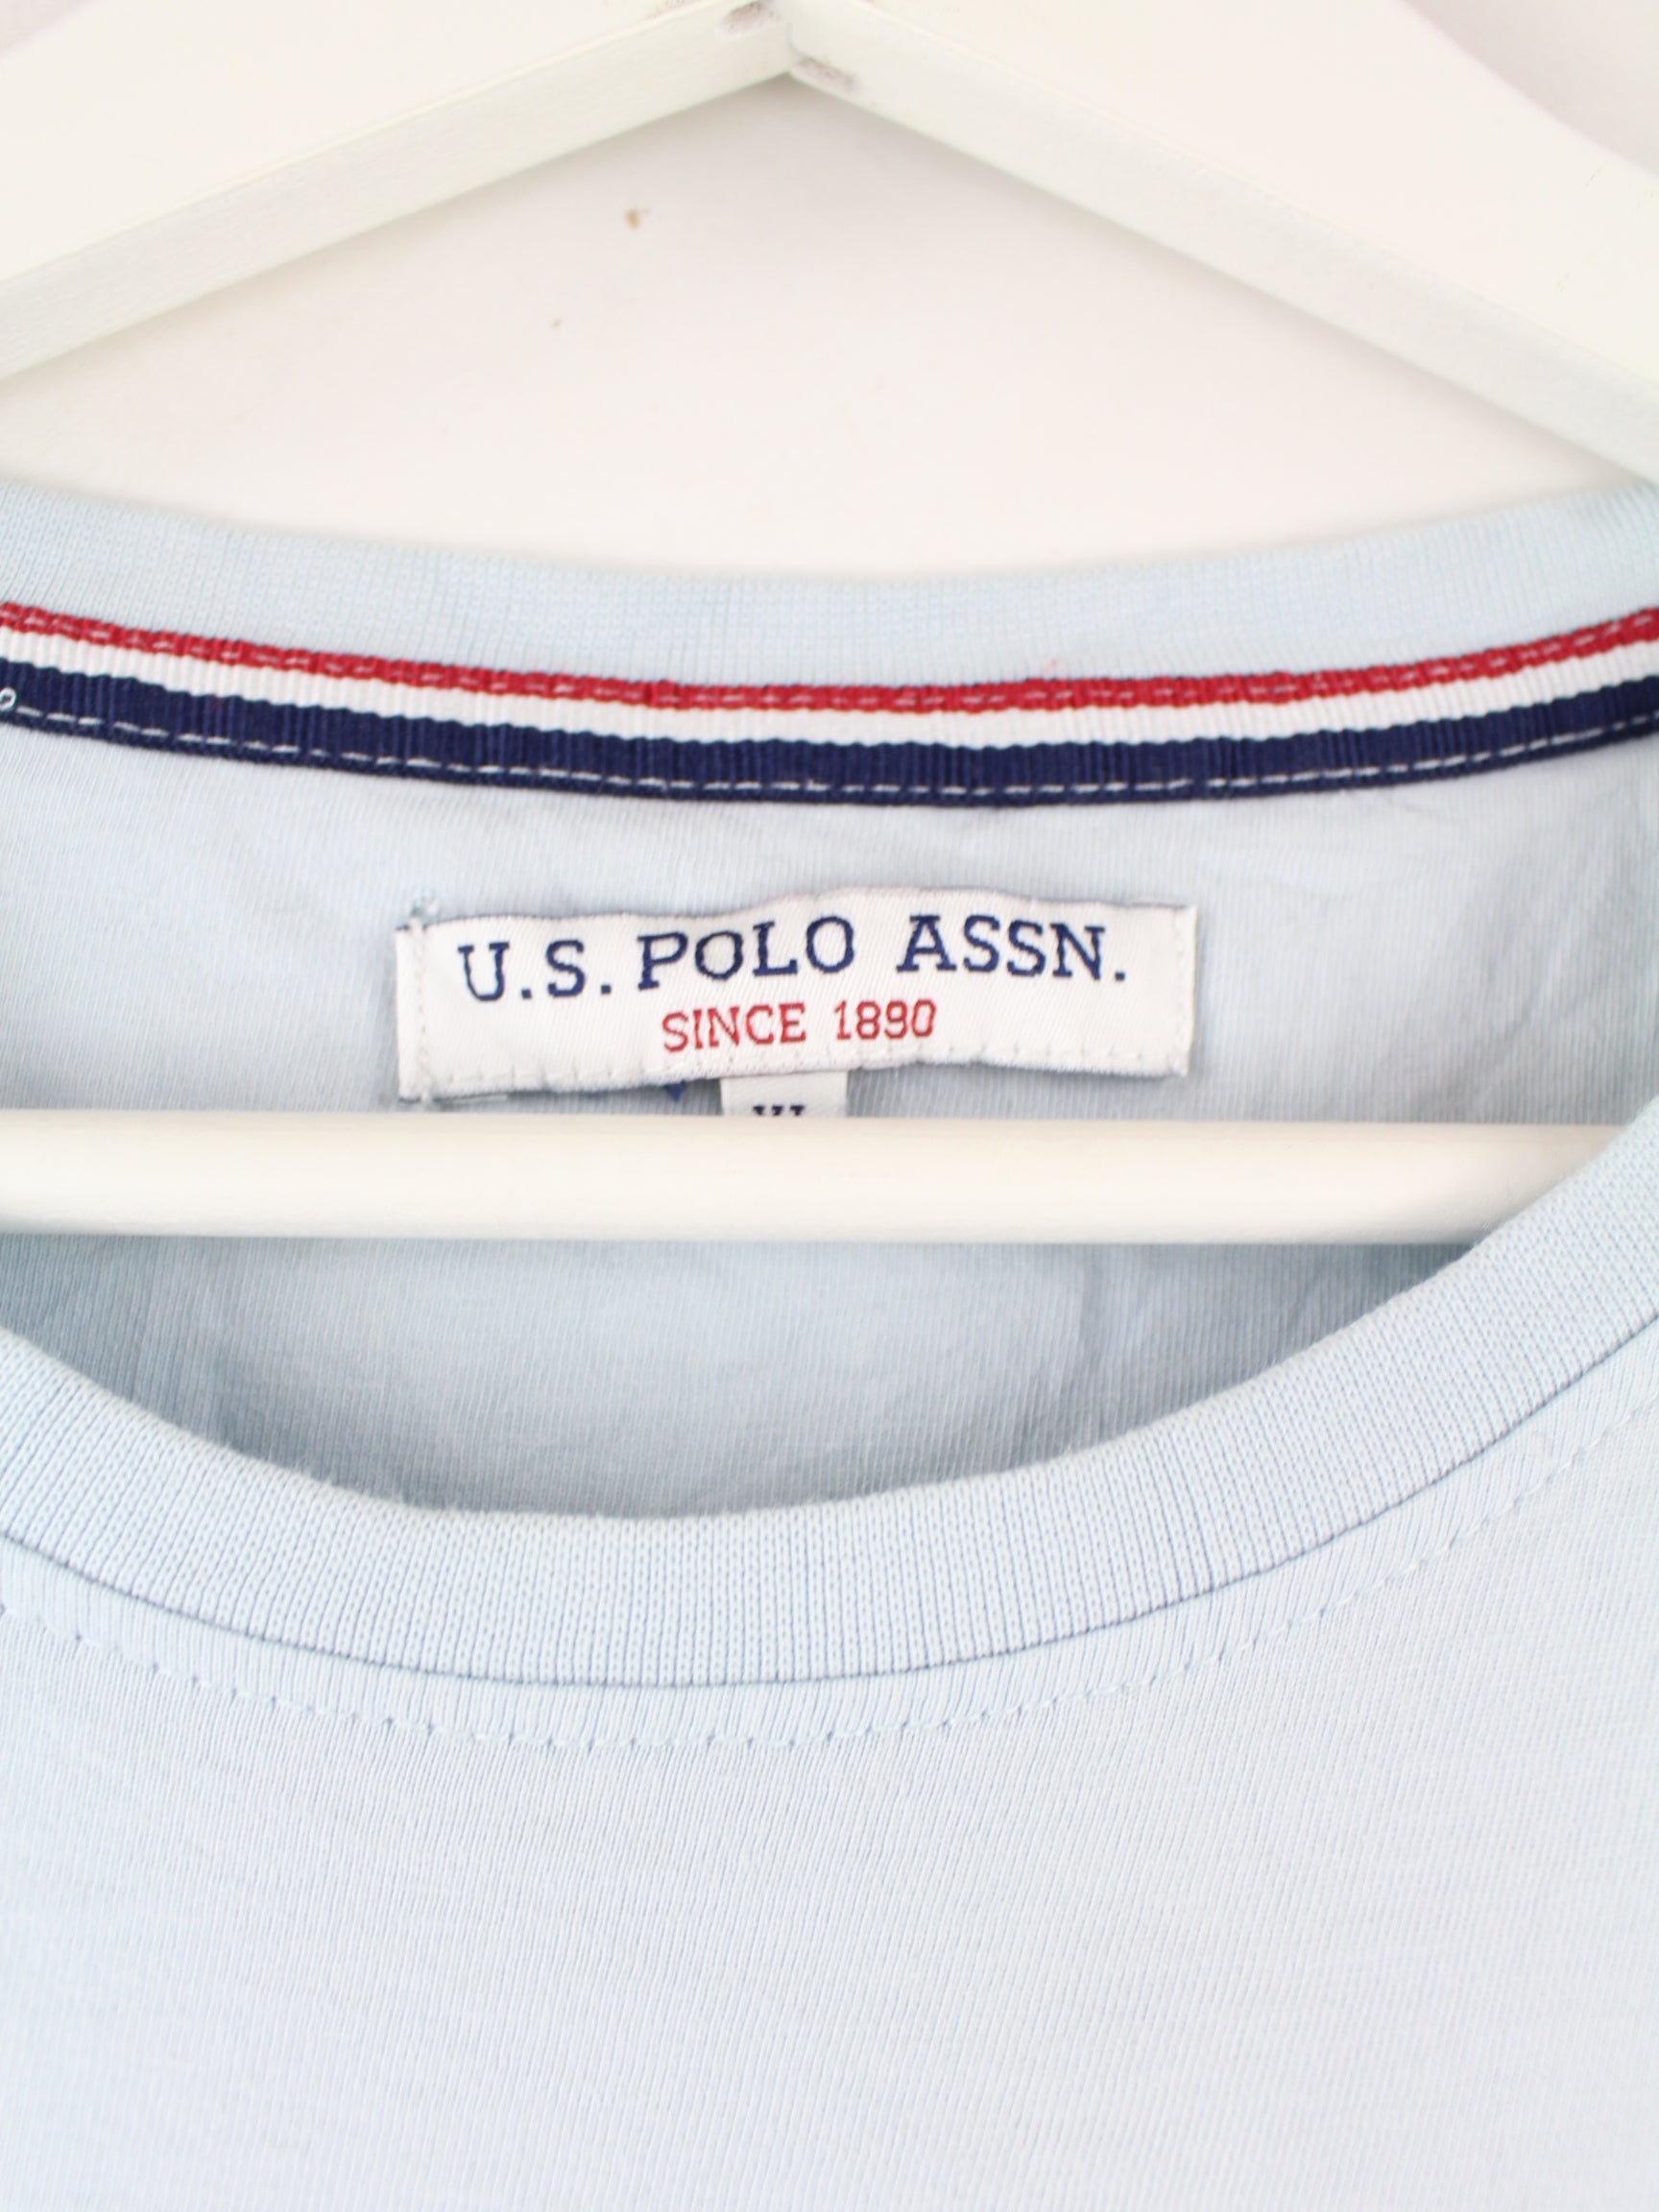 U.S. POLO ASSN.
SINCE 1890